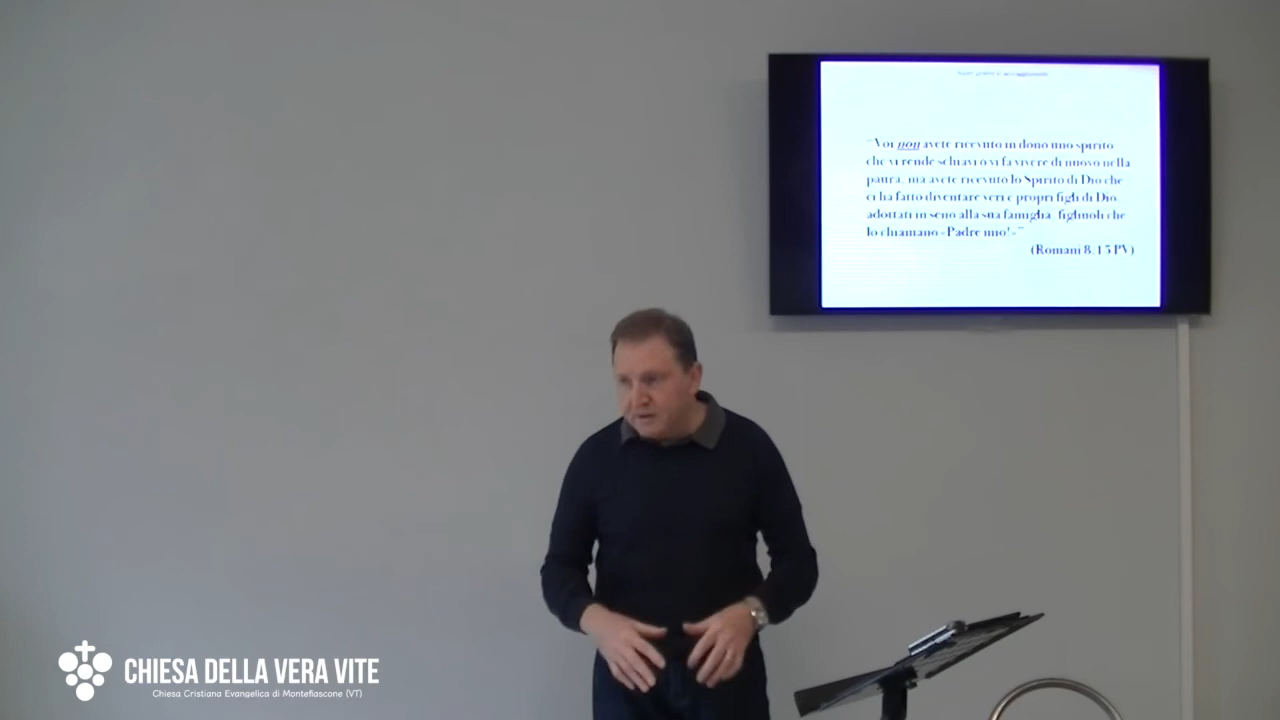 "Voi non avete ricevuto in dono uno spirito
che vi rende schiavi o vi fa vivere di nuovo nella
paura, ma avete ricevuto lo Spirito di Dio che
ci ha fatto diventare veri e propri figli di Dio
adottati in seno alla sua famiglia, figliuoli che
lo chiamano «Padre mio!»"
(Romani 8.15 PV)
CHIESA DELLA VERA VITE
Chiesa Cristiana Evangelica di Montefiascone (VT)